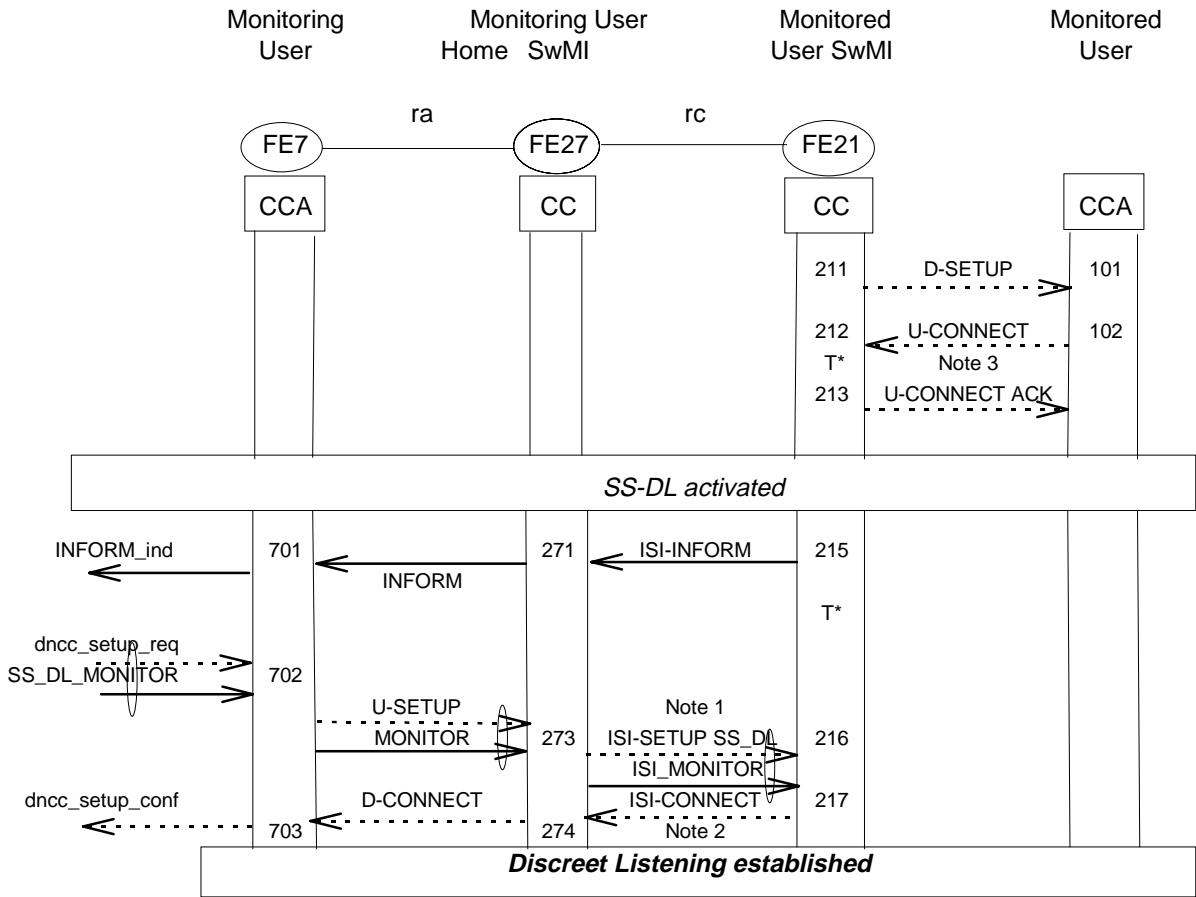 Monitoring Monitoring User Monitored Monitored
User Home SwMI User SwMI User
ra rc
FE7 FE27 FE21
CCA CC CC CCA
211 D-SETUP 101
212 U-CONNECT 102
T* Note 3
213 U-CONNECT ACK
SS-DL activated
INFORM_ind 701 271 ISI-INFORM 215
INFORM
T*
dncc_setup_req
SS_DL_MONITOR 702
U-SETUP Note 1
MONITOR 273 ISI-SETUP SS_DL 216
ISI_MONITOR
dncc_setup_conf D-CONNECT ISI-CONNECT 217
703 274 Note 2
Discreet Listening established